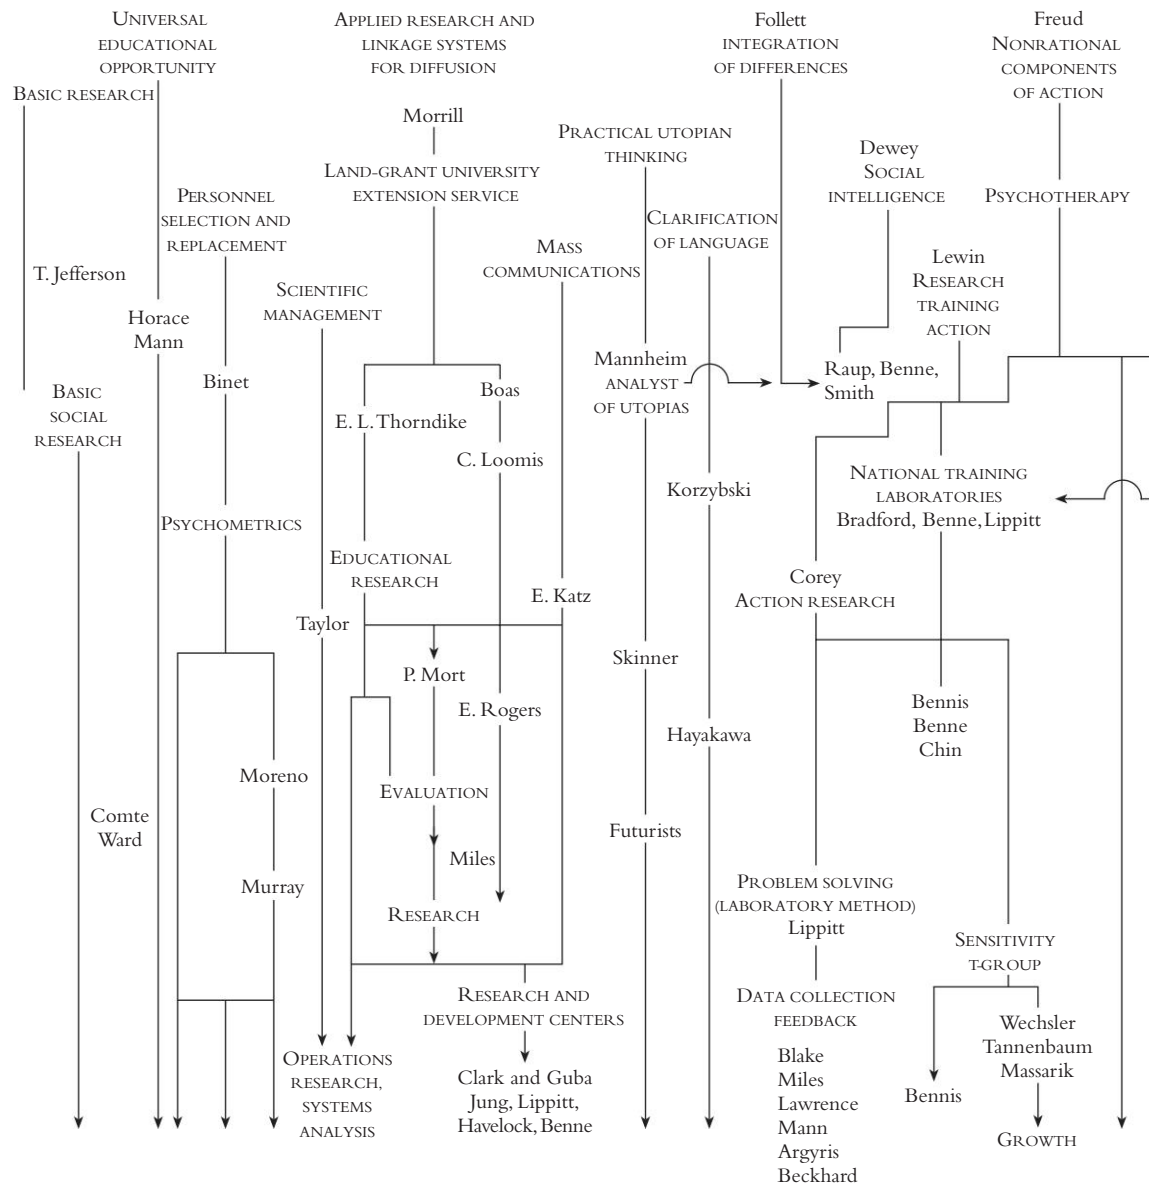 UNIVERSAL
EDUCATIONAL
OPPORTUNITY
BASIC RESEARCH
APPLIED RESEARCH AND
LINKAGE SYSTEMS
FOR DIFFUSION
Follett
INTEGRATION
OF DIFFERENCES
Freud
NONRATIONAL
COMPONENTS
OF ACTION
Morrill
LAND-GRANT UNIVERSITY
EXTENSION SERVICE
PRACTICAL UTOPIAN
THINKING
Dewey
SOCIAL
INTELLIGENCE
PSYCHOTHERAPY
PERSONNEL
SELECTION AND
REPLACEMENT
CLARIFICATION
OF LANGUAGE
MASS
COMMUNICATIONS
Lewin
RESEARCH
TRAINING
ACTION
T. Jefferson
SCIENTIFIC
MANAGEMENT
Horace
Mann
Binet
BASIC
SOCIAL
RESEARCH
Boas
E. L. Thorndike
C. Loomis
Mannheim
ANALYST
OF UTOPIAS
Raup, Benne,
Smith
Korzybski
NATIONAL TRAINING
LABORATORIES
Bradford, Benne, Lippitt
PSYCHOMETRICS
EDUCATIONAL
RESEARCH
E. Katz
Corey
ACTION RESEARCH
Taylor
P. Mort
Skinner
E. Rogers
Hayakawa
Bennis
Benne
Chin
Moreno
EVALUATION
Comte
Ward
Miles
Futurists
Murray
RESEARCH
PROBLEM SOLVING
(LABORATORY METHOD)
Lippitt
SENSITIVITY
T-GROUP
RESEARCH AND
DEVELOPMENT CENTERS
DATA COLLECTION
FEEDBACK
Wechsler
Tannenbaum
Massarik
OPERATIONS
RESEARCH,
SYSTEMS
ANALYSIS
Clark and Guba
Jung, Lippitt,
Havelock, Benne
Blake
Miles
Lawrence
Mann
Argyris
Beckhard
Bennis
GROWTH